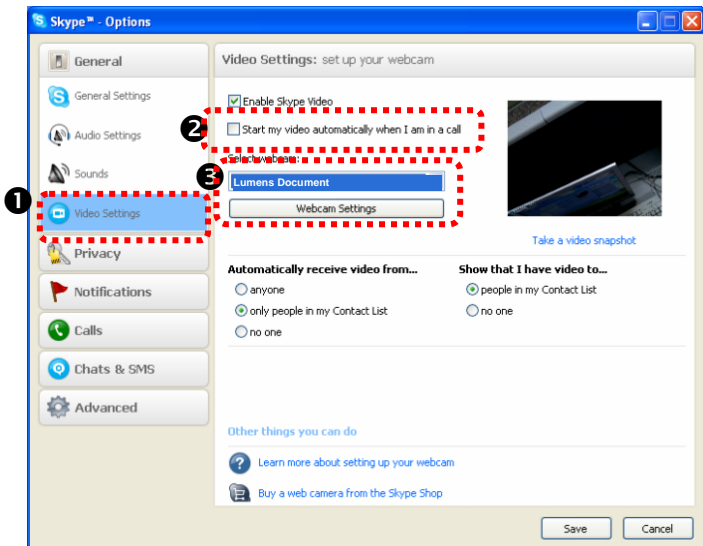 Skype™ - Options
General
General Settings
Audio Settings
Sounds
Video Settings
Privacy
Notifications
Calls
Chats & SMS
Advanced
Video Settings: set up your webcam
Enable Skype Video
2
Start my video automatically when I am in a call
Select webcam:
3
Lumens Document
1
Webcam Settings
Take a video snapshot
Automatically receive video from...
anyone
only people in my Contact List
no one
Show that I have video to...
people in my Contact List
no one
Other things you can do
Learn more about setting up your webcam
Buy a web camera from the Skype Shop
Save
Cancel